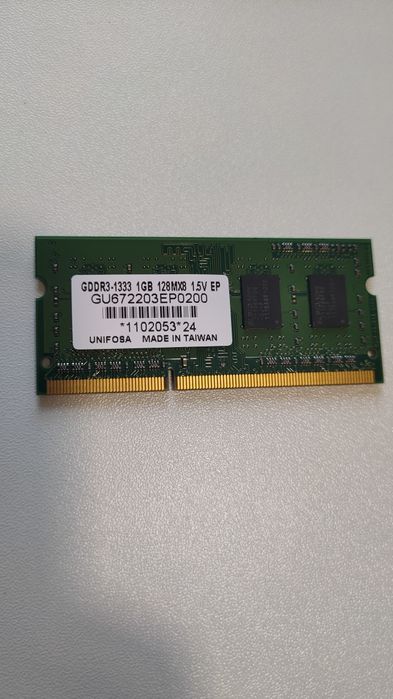 GDDR3-1333 1GB 128MX8 1.5V EP
GU672203EP0200
*1102053*24
UNIFOSA MADE IN TAIWAN